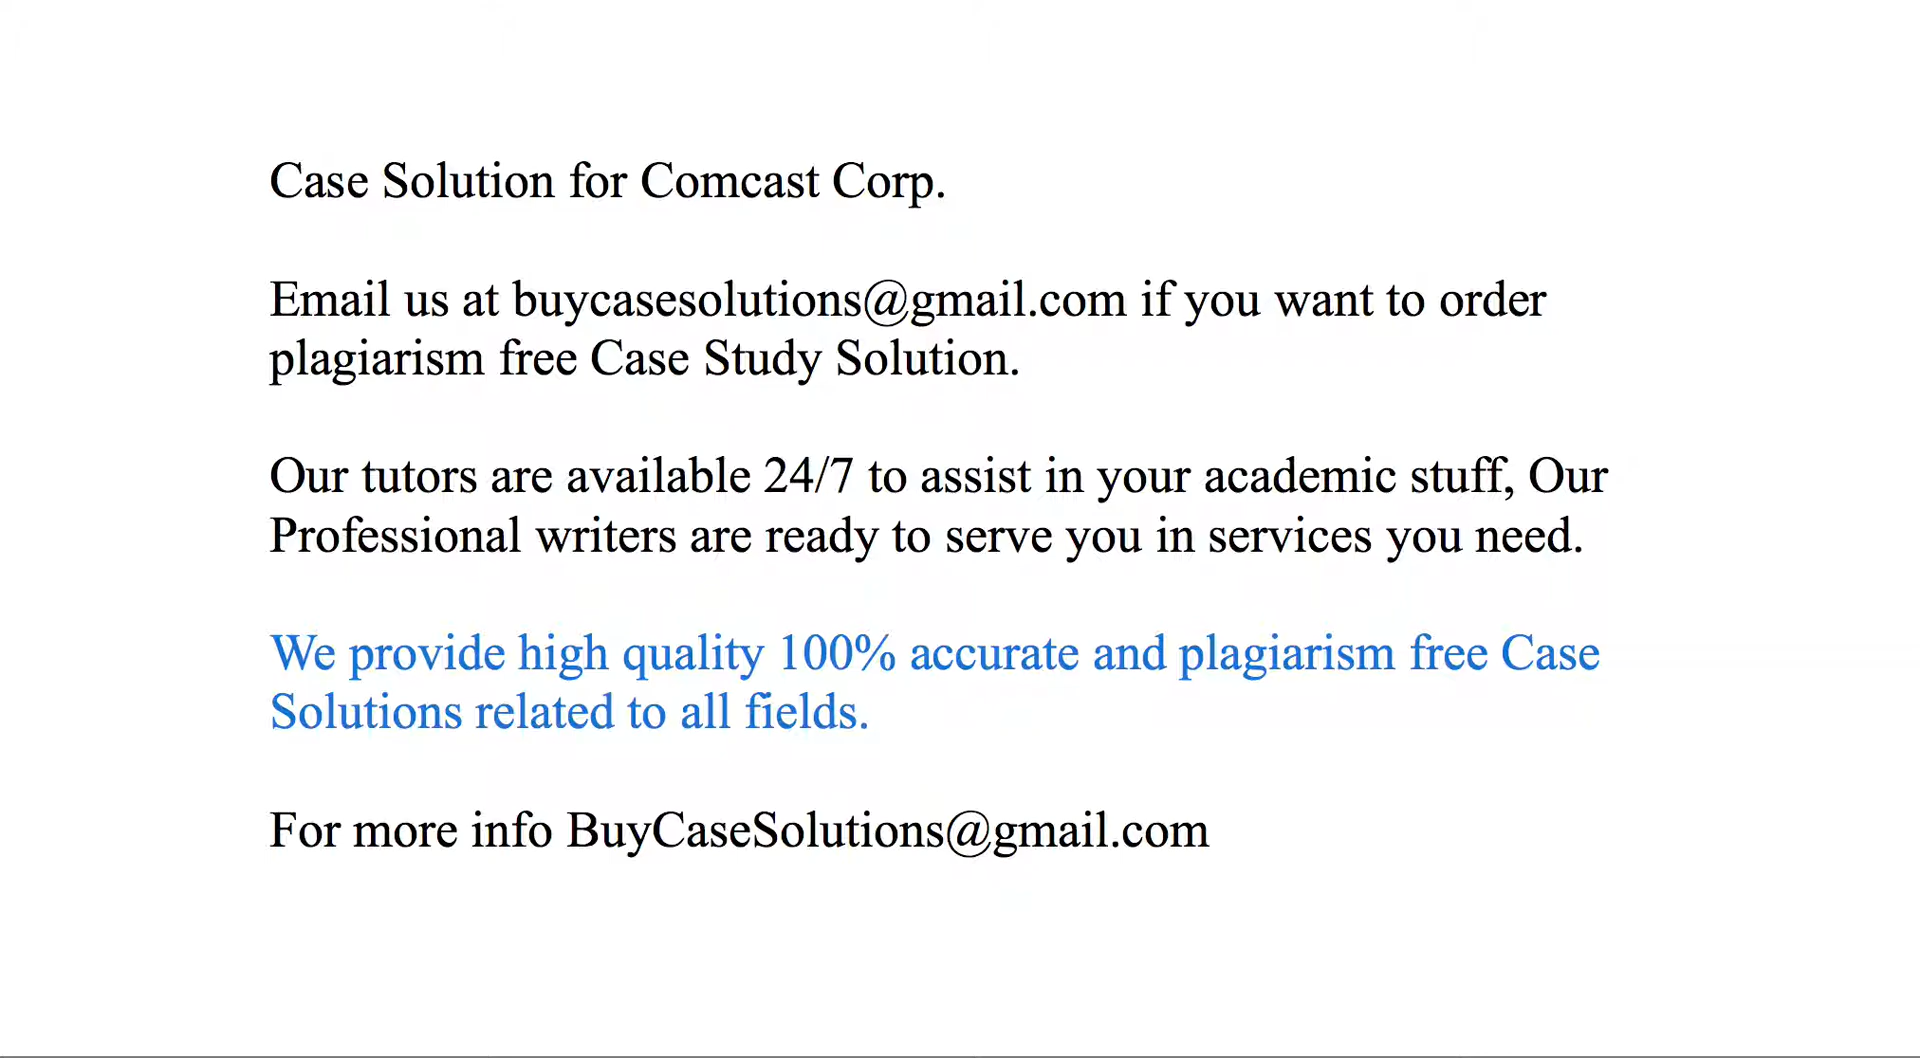 Case Solution for Comcast Corp.
Email us at buycasesolutions@gmail.com if you want to order
plagiarism free Case Study Solution.
Our tutors are available 24/7 to assist in your academic stuff, Our
Professional writers are ready to serve you in services you need.
We provide high quality 100% accurate and plagiarism free Case
Solutions related to all fields.
For more info BuyCaseSolutions@gmail.com